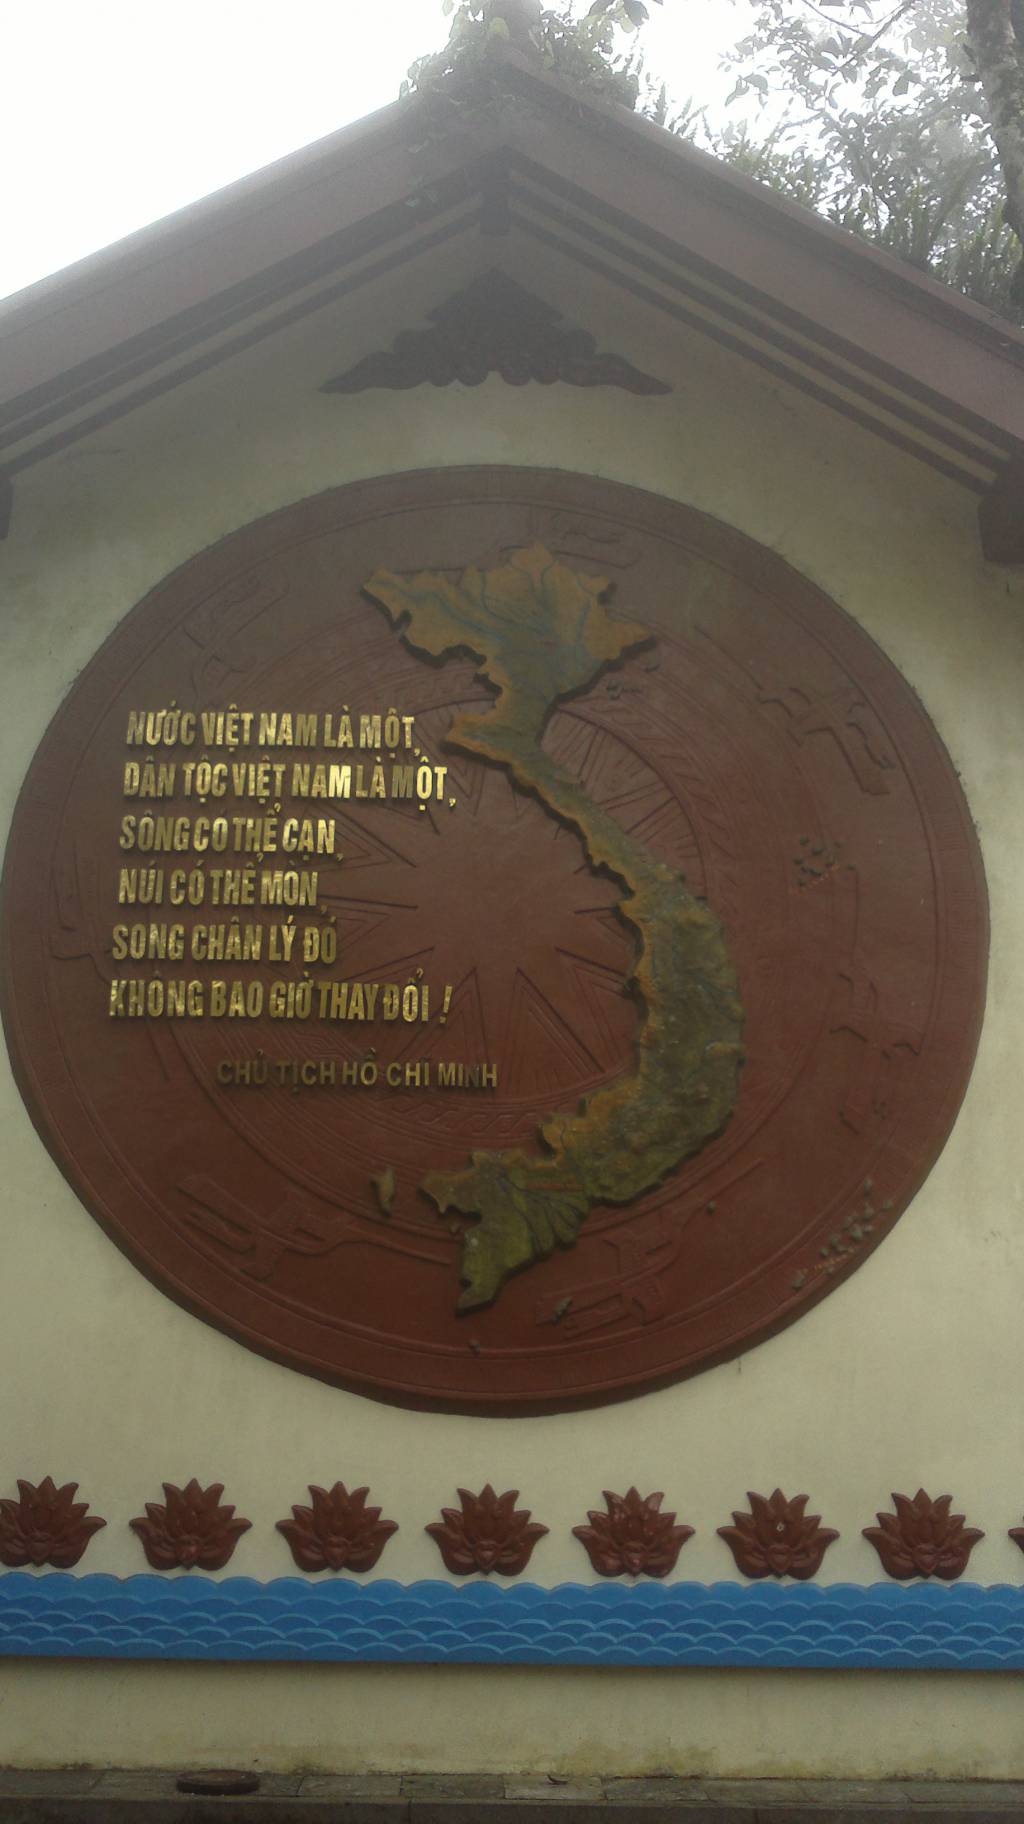 NƯỚC VIỆT NAM LÀ MỘT,
DÂN TỘC VIỆT NAM LÀ MỘT,
SÔNG CÓ THỂ CẠN,
NÚI CÓ THỂ MÒN,
SONG CHÂN LÝ ĐÓ
KHÔNG BAO GIỜ THAY ĐỔI !
CHỦ TỊCH HỒ CHÍ MINH